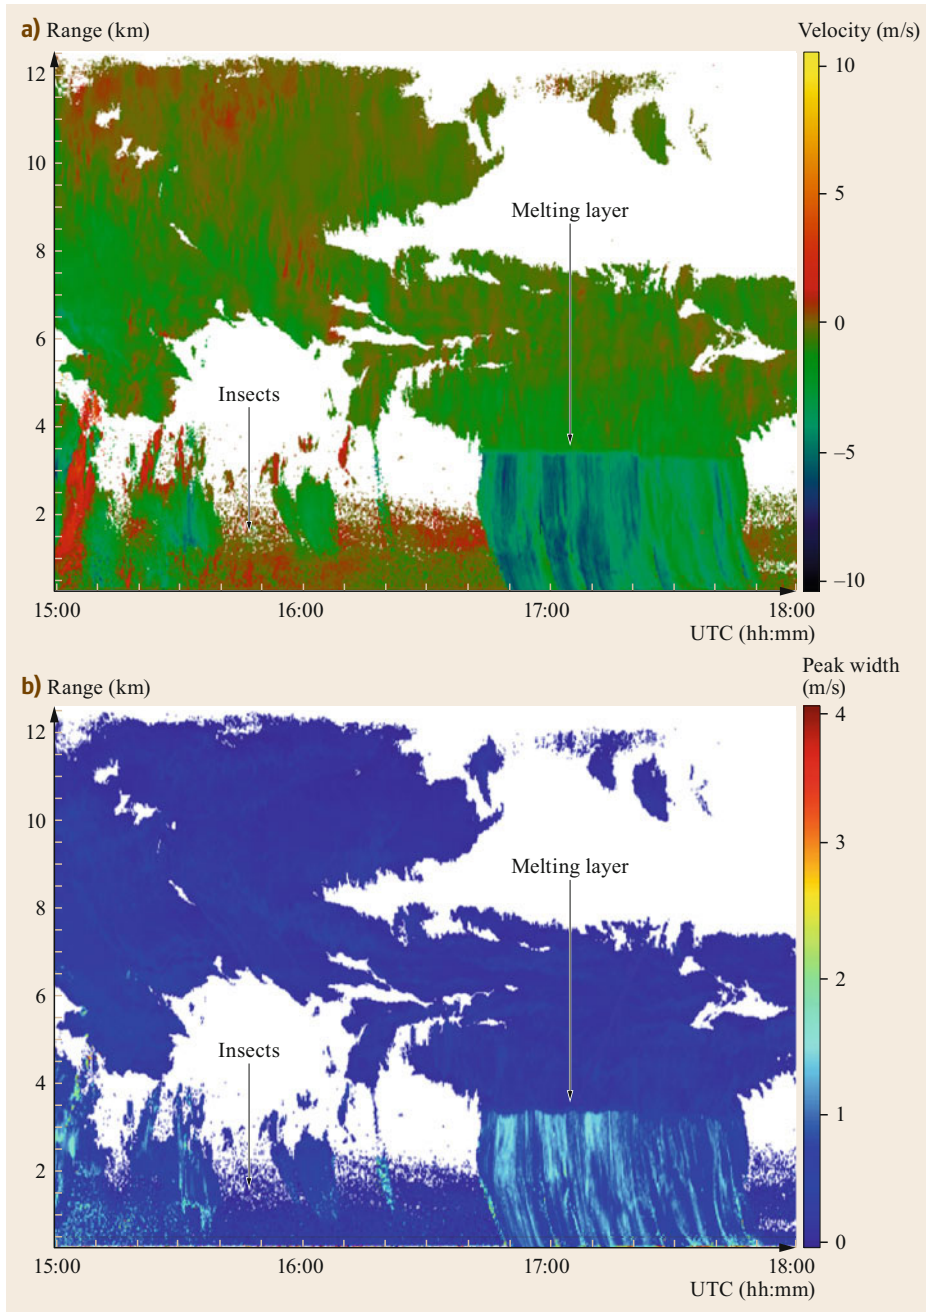 a) Range (km)
Velocity (m/s)
12
10
8
6
4
2
Melting layer
Insects
10
5
0
–5
–10
15:00
16:00
17:00
18:00
UTC (hh:mm)
b) Range (km)
Peak width
(m/s)
12
10
8
6
4
2
Melting layer
Insects
4
3
2
1
0
15:00
16:00
17:00
18:00
UTC (hh:mm)